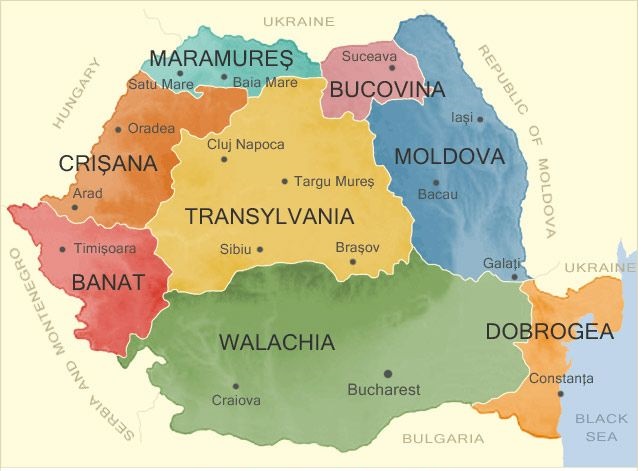 UKRAINE
MARAMUREŞ
Suceava
Satu Mare
Baia Mare
BUCOVINA
HUNGARY
REPUBLIC OF MOLDOVA
Oradea
Iaşi
Cluj Napoca
CRIŞANA
MOLDOVA
Targu Mureş
Arad
Bacau
TRANSYLVANIA
Timişoara
Sibiu
Braşov
Galaţi
UKRAINE
BANAT
SERBIA AND MONTENEGRO
WALACHIA
DOBROGEA
Constanţa
Bucharest
Craiova
BLACK
SEA
BULGARIA